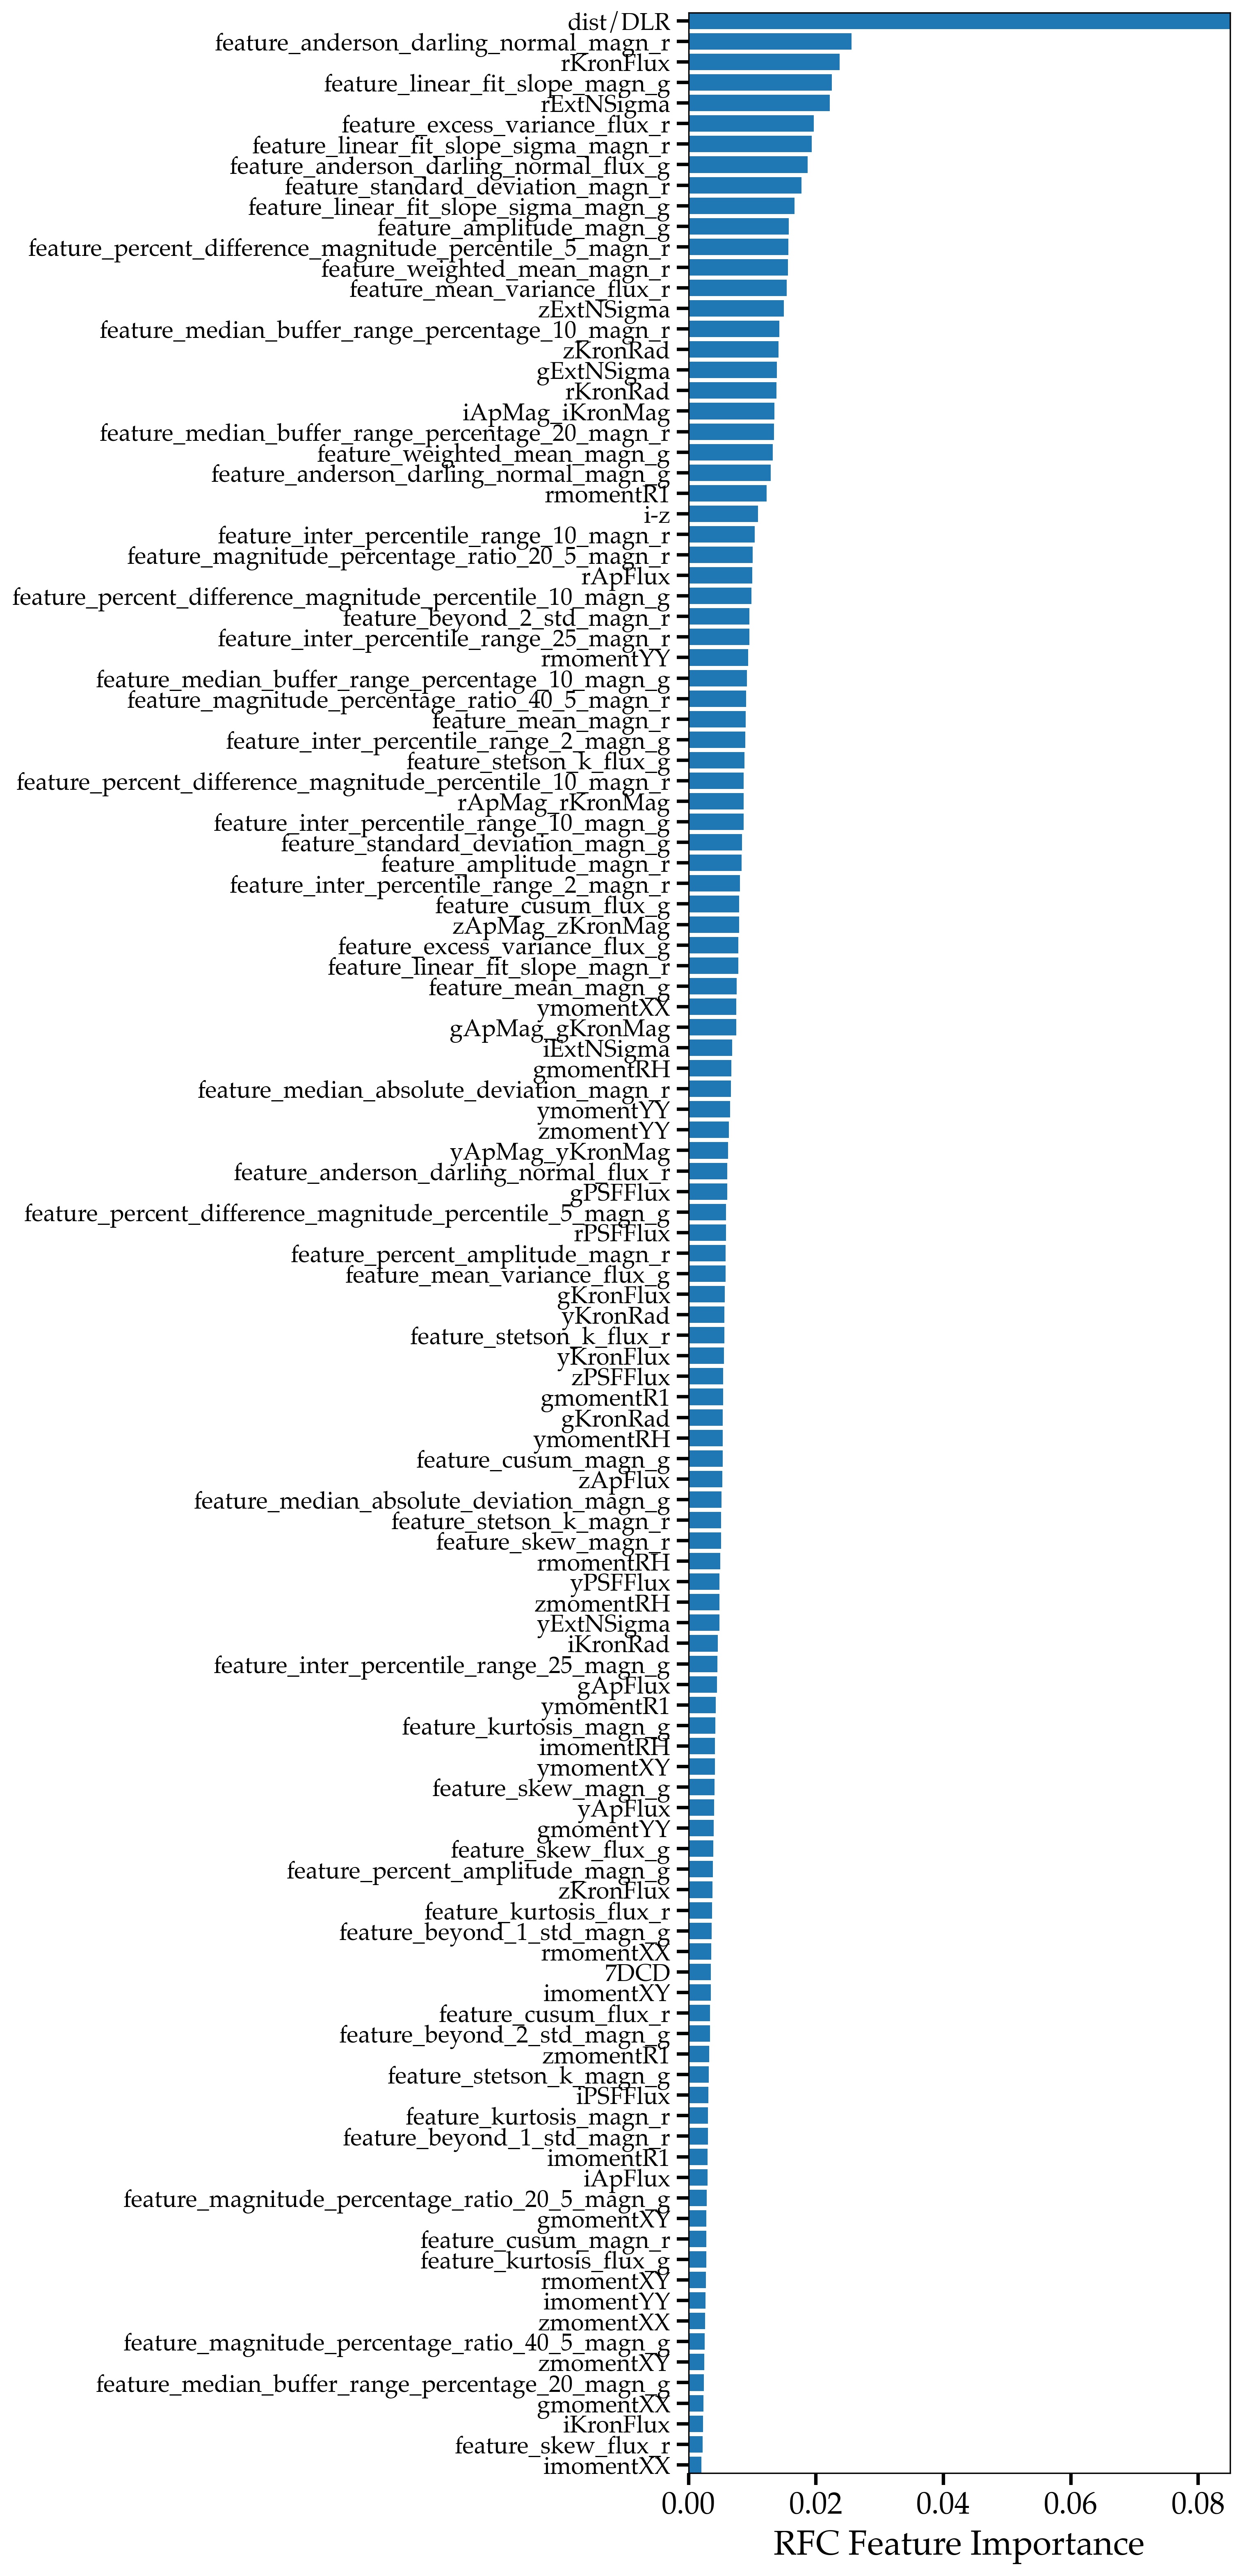 dist/DLR
feature_anderson_darling_normal_magn_r
rKronFlux
feature_linear_fit_slope_magn_g
rExtNSigma
feature_excess_variance_flux_r
feature_linear_fit_slope_sigma_magn_r
feature_anderson_darling_normal_flux_g
feature_standard_deviation_magn_r
feature_linear_fit_slope_sigma_magn_g
feature_amplitude_magn_g
feature_percent_difference_magnitude_percentile_5_magn_r
feature_weighted_mean_magn_r
feature_mean_variance_flux_r
zExtNSigma
feature_median_buffer_range_percentage_10_magn_r
zKronRad
gExtNSigma
rKronRad
iApMag_iKronMag
feature_median_buffer_range_percentage_20_magn_r
feature_weighted_mean_magn_g
feature_anderson_darling_normal_magn_g
rmomentR1
i-z
feature_inter_percentile_range_10_magn_r
feature_magnitude_percentage_ratio_20_5_magn_r
rApFlux
feature_percent_difference_magnitude_percentile_10_magn_g
feature_beyond_2_std_magn_r
feature_inter_percentile_range_25_magn_r
rmomentYY
feature_median_buffer_range_percentage_10_magn_g
feature_magnitude_percentage_ratio_40_5_magn_r
feature_mean_magn_r
feature_inter_percentile_range_2_magn_g
feature_stetson_k_flux_g
feature_percent_difference_magnitude_percentile_10_magn_r
rApMag_rKronMag
feature_inter_percentile_range_10_magn_g
feature_standard_deviation_magn_g
feature_amplitude_magn_r
feature_inter_percentile_range_2_magn_r
feature_cusum_flux_g
zApMag_zKronMag
feature_excess_variance_flux_g
feature_linear_fit_slope_magn_r
feature_mean_magn_g
ymomentXX
gApMag_gKronMag
iExtNSigma
gmomentRH
feature_median_absolute_deviation_magn_r
ymomentYY
zmomentYY
yApMag_yKronMag
feature_anderson_darling_normal_flux_r
gPSFFlux
feature_percent_difference_magnitude_percentile_5_magn_g
rPSFFlux
feature_percent_amplitude_magn_r
feature_mean_variance_flux_g
gKronFlux
yKronRad
feature_stetson_k_flux_r
yKronFlux
zPSFFlux
gmomentR1
gKronRad
ymomentRH
feature_cusum_magn_g
zApFlux
feature_median_absolute_deviation_magn_g
feature_stetson_k_magn_r
feature_skew_magn_r
rmomentRH
yPSFFlux
zmomentRH
yExtNSigma
iKronRad
feature_inter_percentile_range_25_magn_g
gApFlux
ymomentR1
feature_kurtosis_magn_g
imomentRH
ymomentXY
feature_skew_magn_g
yApFlux
gmomentYY
feature_skew_flux_g
feature_percent_amplitude_magn_g
zKronFlux
feature_kurtosis_flux_r
feature_beyond_1_std_magn_g
rmomentXX
7DCD
imomentXY
feature_cusum_flux_r
feature_beyond_2_std_magn_g
zmomentR1
feature_stetson_k_magn_g
iPSFFlux
feature_kurtosis_magn_r
feature_beyond_1_std_magn_r
imomentR1
iApFlux
feature_magnitude_percentage_ratio_20_5_magn_g
gmomentXY
feature_cusum_magn_r
feature_kurtosis_flux_g
rmomentXY
imomentYY
zmomentXX
feature_magnitude_percentage_ratio_40_5_magn_g
zmomentXY
feature_median_buffer_range_percentage_20_magn_g
gmomentXX
iKronFlux
feature_skew_flux_r
imomentXX
0.00 0.02 0.04 0.06 0.08
RFC Feature Importance